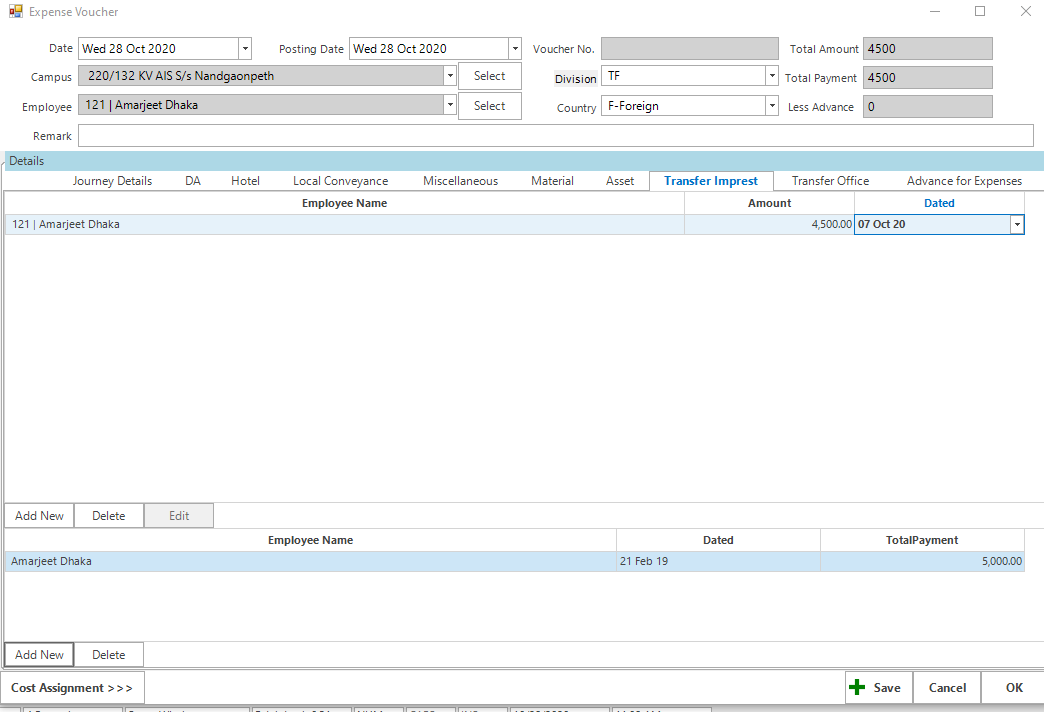 Expense Voucher
Date Wed 28 Oct 2020 Posting Date Wed 28 Oct 2020 Voucher No. Total Amount 4500
Campus 220/132 KV AIS S/s Nandgaonpeth Select Division TF Total Payment 4500
Employee 121 | Amarjeet Dhaka Select Country F-Foreign Less Advance 0
Remark
Details
Journey Details DA Hotel Local Conveyance Miscellaneous Material Asset Transfer Imprest Transfer Office Advance for Expenses
Employee Name Amount Dated
121 | Amarjeet Dhaka 4,500.00 07 Oct 20
Add New Delete Edit
Employee Name Dated TotalPayment
Amarjeet Dhaka 21 Feb 19 5,000.00
Add New Delete
Cost Assignment >>> Save Cancel OK